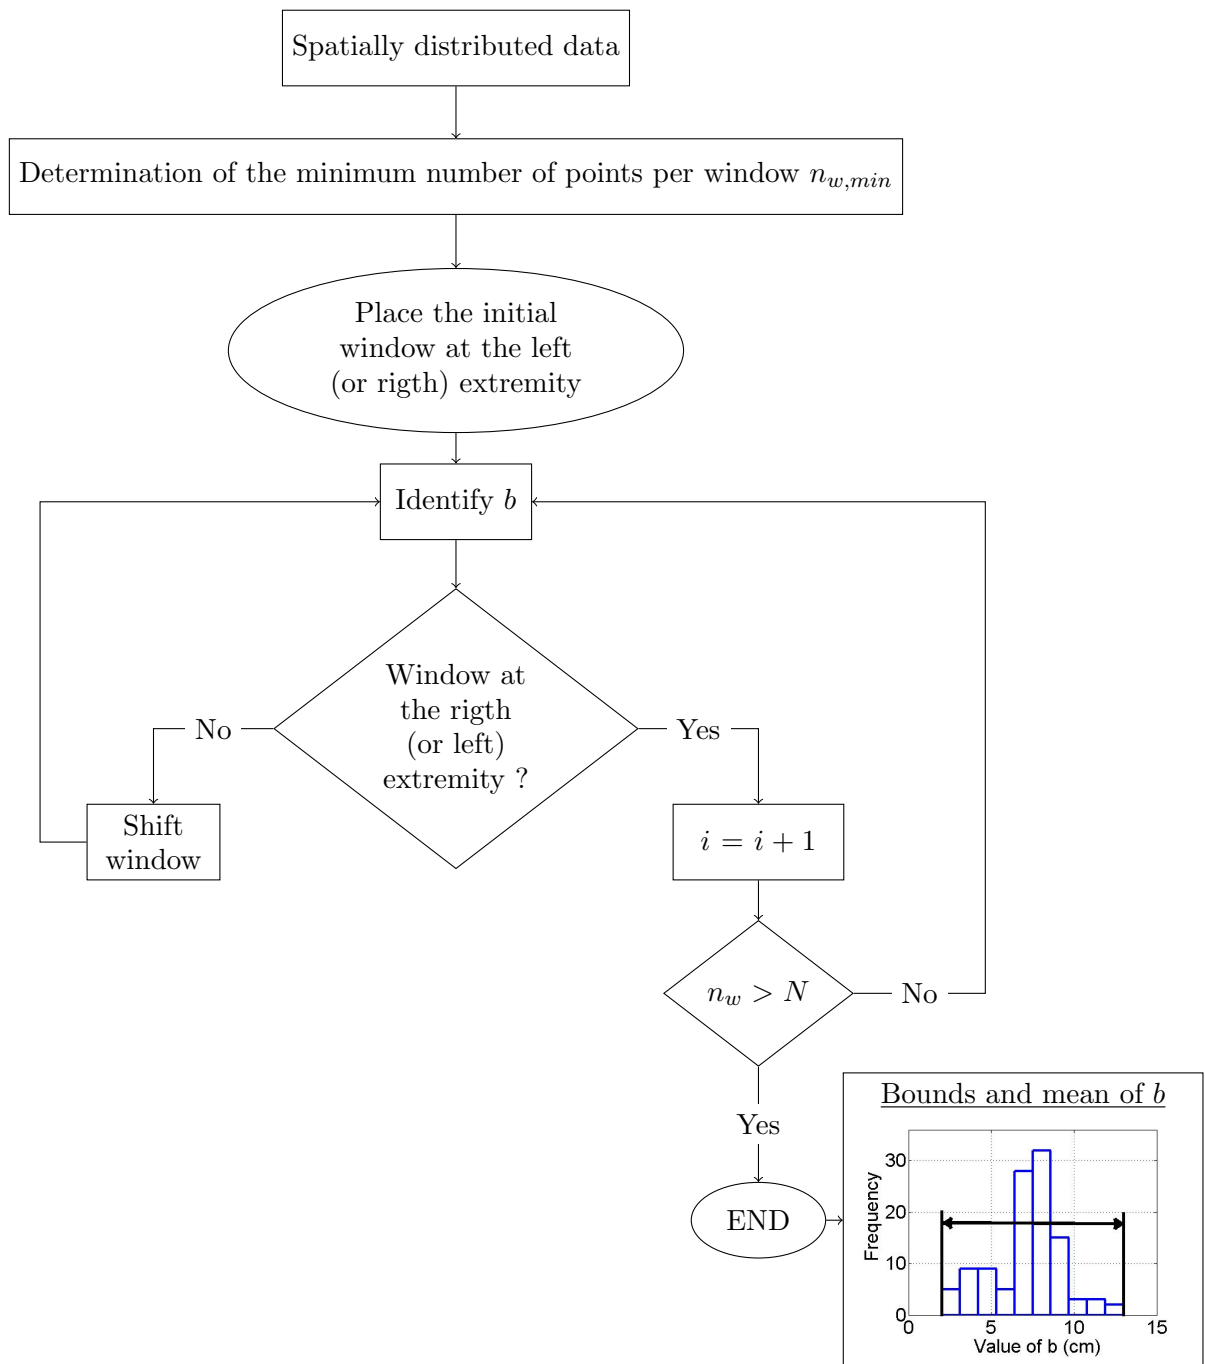 Spatially distributed data
Determination of the minimum number of points per window $n_{w,min}$
Place the initial
window at the left
(or rigth) extremity
Identify $b$
Window at
the rigth
(or left)
extremity ?
No
Yes
Shift
window
$i = i + 1$
$n_w > N$
No
Yes
END
Bounds and mean of $b$
30
20
10
0
Frequency
0 5 10 15
Value of b (cm)